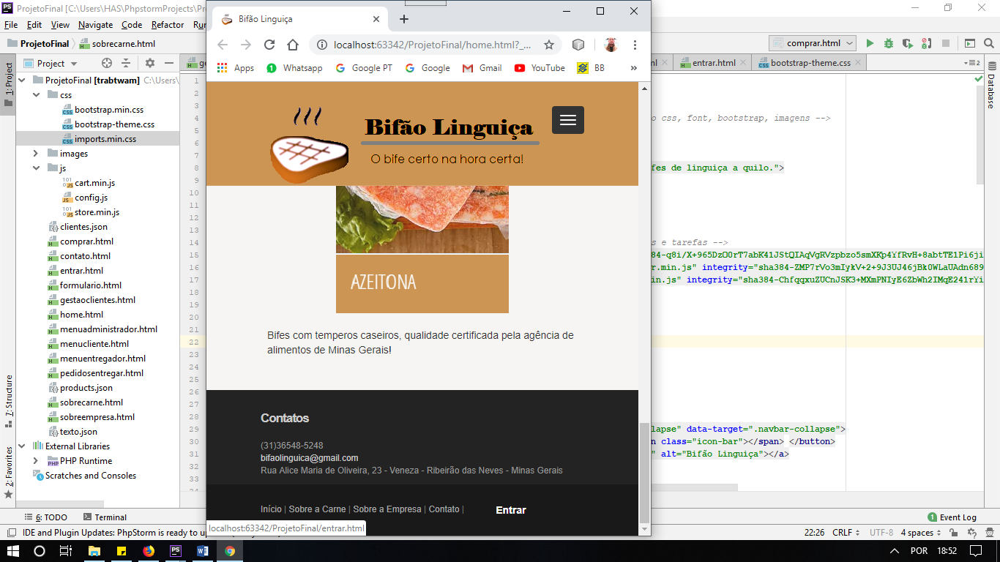 ProjetoFinal [C:\Users\HAS\PhpstormProjects\Pro
File Edit View Navigate Code Refactor Ru
ProjetoFinal sobrecarne.html
comprar.html
Project
entrar.html bootstrap-theme.css
1: Project
7: Structure
2: Favorites
Database
ProjetoFinal [trabtwam] C:\Users\
css
bootstrap.min.css
bootstrap-theme.css
imports.min.css
images
js
cart.min.js
config.js
store.min.js
clientes.json
comprar.html
contato.html
entrar.html
formulario.html
gestaoclientes.html
home.html
menuadministrador.html
menucliente.html
menuentregador.html
pedidosentregar.html
products.json
sobrecarne.html
sobreempresa.html
texto.json
External Libraries
PHP Runtime
Scratches and Consoles
1
2
3
4
5
6
7
8
9
10
11
12
13
14
15
16
17
18
19
20
21
22
23
24
25
26
27
28
29
30
31
32
33
Bifão Linguiça
localhost:63342/ProjetoFinal/home.html?_...
Apps Whatsapp Google PT Google Gmail YouTube BB »
Bifão Linguiça
O bife certo na hora certa!
AZEITONA
Bifes com temperos caseiros, qualidade certificada pela agência de
alimentos de Minas Gerais!
Contatos
(31)36548-5248
bifaolinguica@gmail.com
Rua Alice Maria de Oliveira, 23 - Veneza - Ribeirão das Neves - Minas Gerais
Início | Sobre a Carne | Sobre a Empresa | Contato | Entrar
localhost:63342/ProjetoFinal/entrar.html
o css, font, bootstrap, imagens -->
fes de linguiça a quilo.">
s e tarefas -->
84-q8i/X+965DzO0rT7abK41JStQIAqVgRVzpbzo5smXKp4YfRvH+8abtTE1Pi6ji
r.min.js" integrity="sha384-ZMP7rVo3mIykV+2+9J3UJ46jBk0WLaUAdn689
in.js" integrity="sha384-ChfqqxuZUCnJSK3+MXmPNIyE6ZbWh2IMqE241rYi
lapse" data-target=".navbar-collapse">
n class="icon-bar"></span> </button>
" alt="Bifão Linguiça"></a>
6: TODO Terminal
1 Event Log
IDE and Plugin Updates: PhpStorm is ready to u
22:26 CRLF UTF-8 4 spaces
POR 18:52